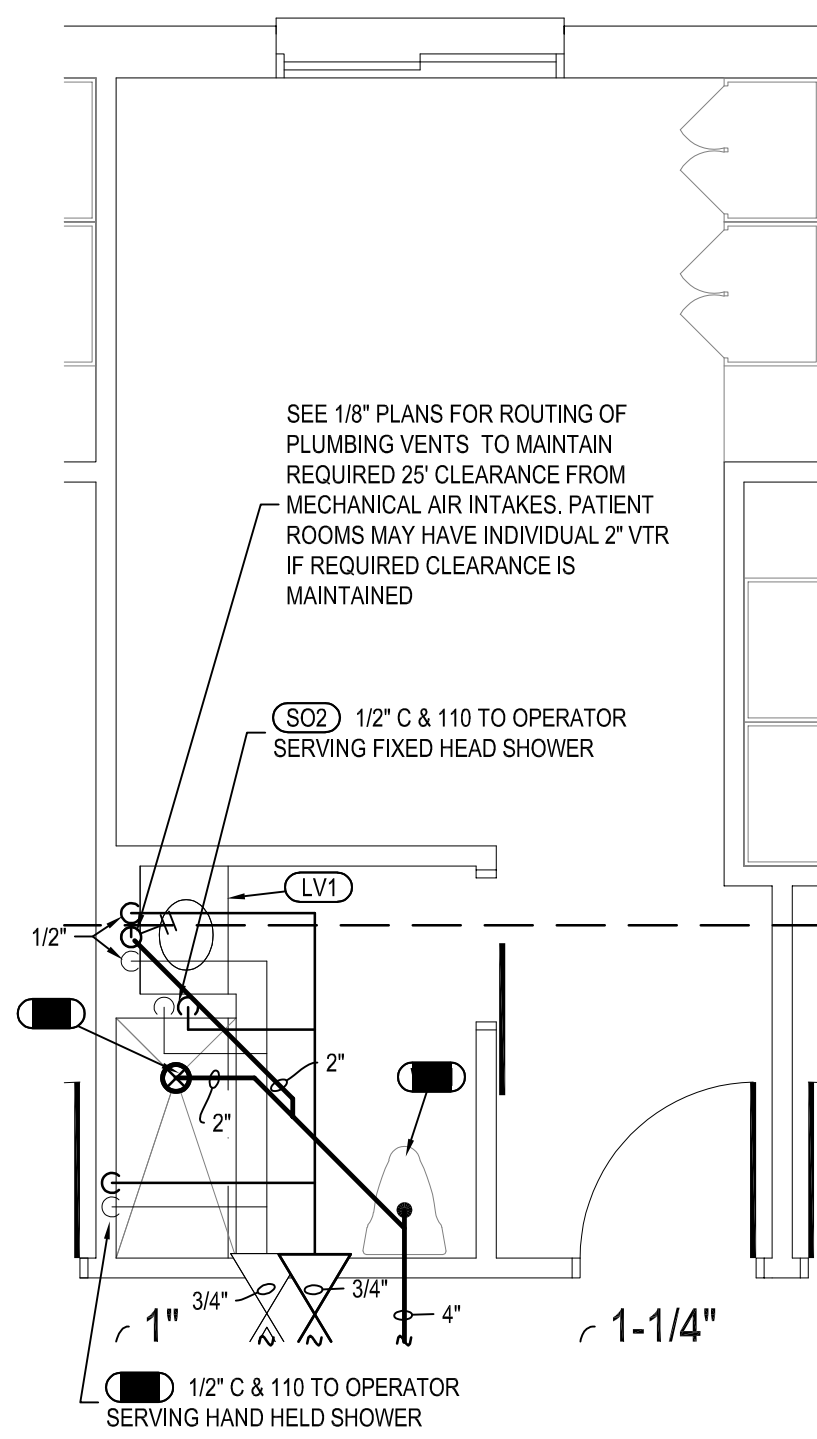 SEE 1/8" PLANS FOR ROUTING OF
PLUMBING VENTS TO MAINTAIN
REQUIRED 25' CLEARANCE FROM
MECHANICAL AIR INTAKES. PATIENT
ROOMS MAY HAVE INDIVIDUAL 2" VTR
IF REQUIRED CLEARANCE IS
MAINTAINED
SO2 1/2" C & 110 TO OPERATOR
SERVING FIXED HEAD SHOWER
LV1
1/2"
2"
2"
3/4"
3/4"
4"
1"
1-1/4"
1/2" C & 110 TO OPERATOR
SERVING HAND HELD SHOWER